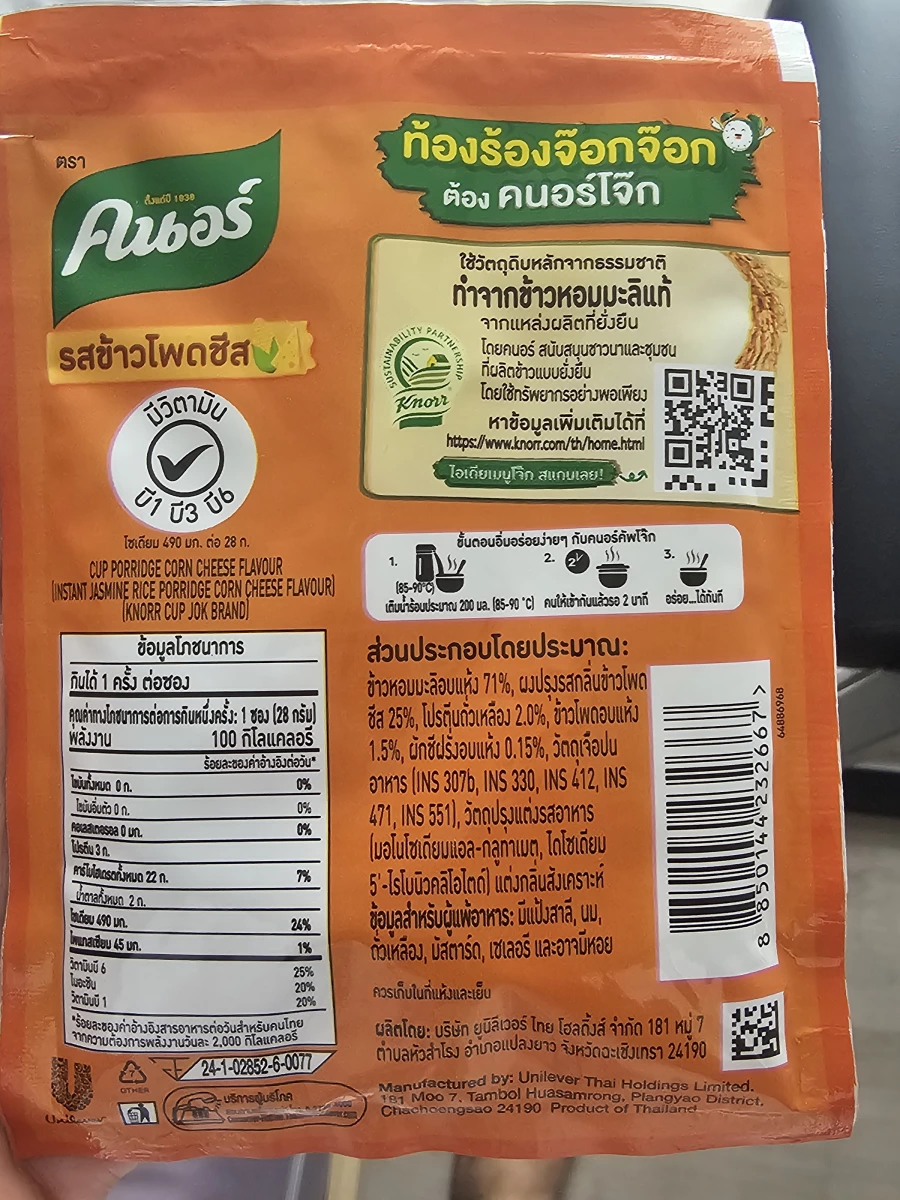 ตรา
ตั้งแต่ปี 1838
คนอร์
รสข้าวโพดชีส
มีวิตามิน
บี1 บี3 บี6
โซเดียม 490 มก. ต่อ 28 ก.
CUP PORRIDGE CORN CHEESE FLAVOUR
(INSTANT JASMINE RICE PORRIDGE CORN CHEESE FLAVOUR)
(KNORR CUP JOK BRAND)
ข้อมูลโภชนาการ
กินได้ 1 ครั้ง ต่อซอง
คุณค่าทางโภชนาการต่อการกินหนึ่งครั้ง: 1 ซอง (28 กรัม)
พลังงาน 100 กิโลแคลอรี
ร้อยละของค่าอ้างอิงต่อวัน*
ไขมันทั้งหมด 0 ก. 0%
ไขมันอิ่มตัว 0 ก. 0%
คอเลสเตอรอล 0 มก. 0%
โปรตีน 3 ก.
คาร์โบไฮเดรตทั้งหมด 22 ก. 7%
น้ำตาลทั้งหมด 2 ก.
โซเดียม 490 มก. 24%
โพแทสเซียม 45 มก. 1%
วิตามินบี 6 25%
ไนอะซิน 20%
วิตามินบี 1 20%
*ร้อยละของค่าอ้างอิงสารอาหารต่อวันสำหรับคนไทย
จากความต้องการพลังงานวันละ 2,000 กิโลแคลอรี
24-1-02852-6-0077
Unilever
7
OTHER
บริการผู้บริโภค
ท้องร้องจ๊อกจ๊อก
ต้อง คนอร์โจ๊ก
ใช้วัตถุดิบหลักจากธรรมชาติ
ทำจากข้าวหอมมะลิแท้
จากแหล่งผลิตที่ยั่งยืน
SUSTAINABILITY PARTNERSHIP
Knorr
โดยคนอร์ สนับสนุนชาวนาและชุมชน
ที่ผลิตข้าวแบบยั่งยืน
โดยใช้ทรัพยากรอย่างพอเพียง
หาข้อมูลเพิ่มเติมได้ที่
https://www.knorr.com/th/home.html
ไอเดียเมนูโจ๊ก สแกนเลย!
ขั้นตอนอิ่มอร่อยง่ายๆ กับคนอร์คัพโจ๊ก
1. 2. 3.
(85-90°C) 2
เติมน้ำร้อนประมาณ 200 มล. (85-90 °C) คนให้เข้ากันแล้วรอ 2 นาที อร่อย...ได้ทันที
ส่วนประกอบโดยประมาณ:
ข้าวหอมมะลิอบแห้ง 71%, ผงปรุงรสกลิ่นข้าวโพด
ชีส 25%, โปรตีนถั่วเหลือง 2.0%, ข้าวโพดอบแห้ง
1.5%, ผักชีฝรั่งอบแห้ง 0.15%, วัตถุเจือปน
อาหาร (INS 307b, INS 330, INS 412, INS
471, INS 551), วัตถุปรุงแต่งรสอาหาร
(มอโนโซเดียมแอล-กลูทาเมต, ไดโซเดียม
5'-ไรโบนิวคลิโอไตด์) แต่งกลิ่นสังเคราะห์
ข้อมูลสำหรับผู้แพ้อาหาร: มีแป้งสาลี, นม,
ถั่วเหลือง, มัสตาร์ด, เซเลอรี และอาจมีหอย
ควรเก็บในที่แห้งและเย็น
ผลิตโดย: บริษัท ยูนิลีเวอร์ ไทย โฮลดิ้งส์ จำกัด 181 หมู่ 7
ตำบลหัวสำโรง อำเภอแปลงยาว จังหวัดฉะเชิงเทรา 24190
Manufactured by: Unilever Thai Holdings Limited.
181 Moo 7, Tambol Huasamrong, Plangyao District,
Chachoengsao 24190 Product of Thailand
8 850144 232667
64886968